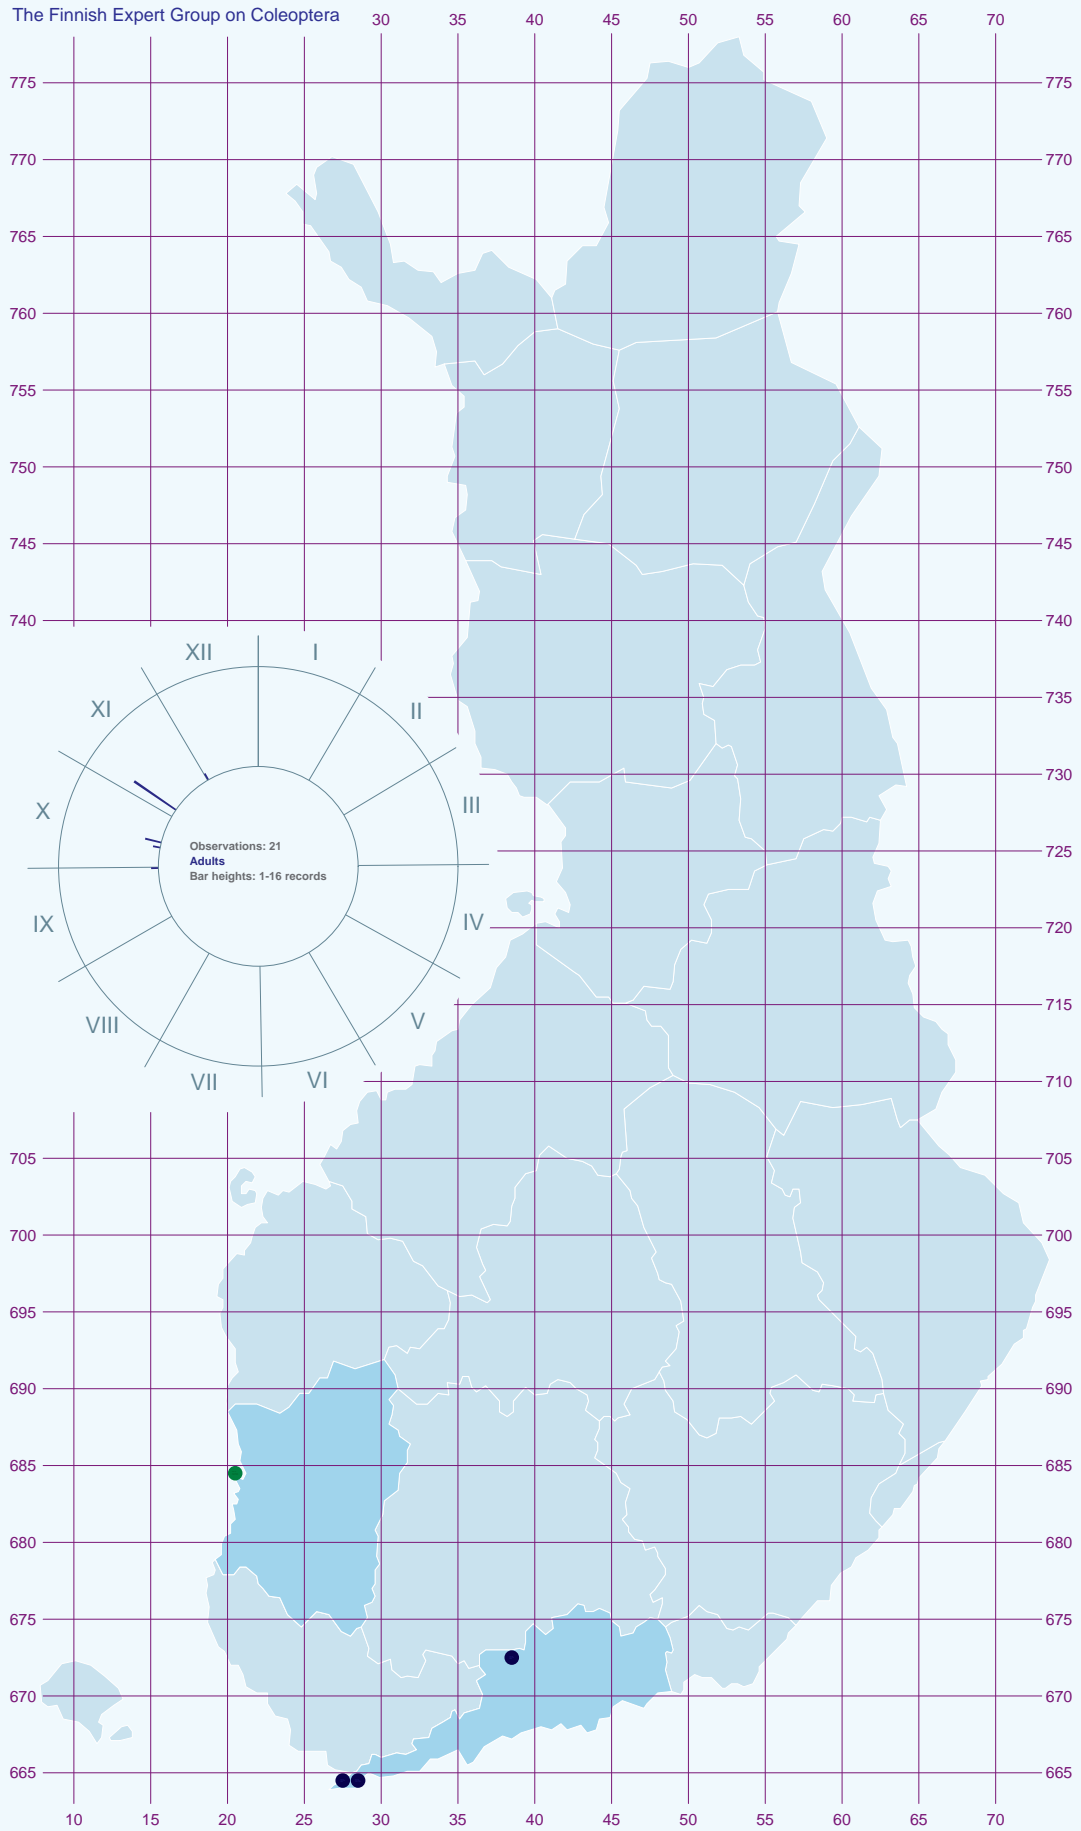 The Finnish Expert Group on Coleoptera
30 35 40 45 50 55 60 65 70
775 775
770 770
765 765
760 760
755 755
750 750
745 745
740 740
XII I
XI II
735
730
X III
Observations: 21
Adults
Bar heights: 1-16 records
725
IX IV
720
VIII V
715
VII VI
710
705 705
700 700
695 695
690 690
685 685
680 680
675 675
670 670
665 665
10 15 20 25 30 35 40 45 50 55 60 65 70